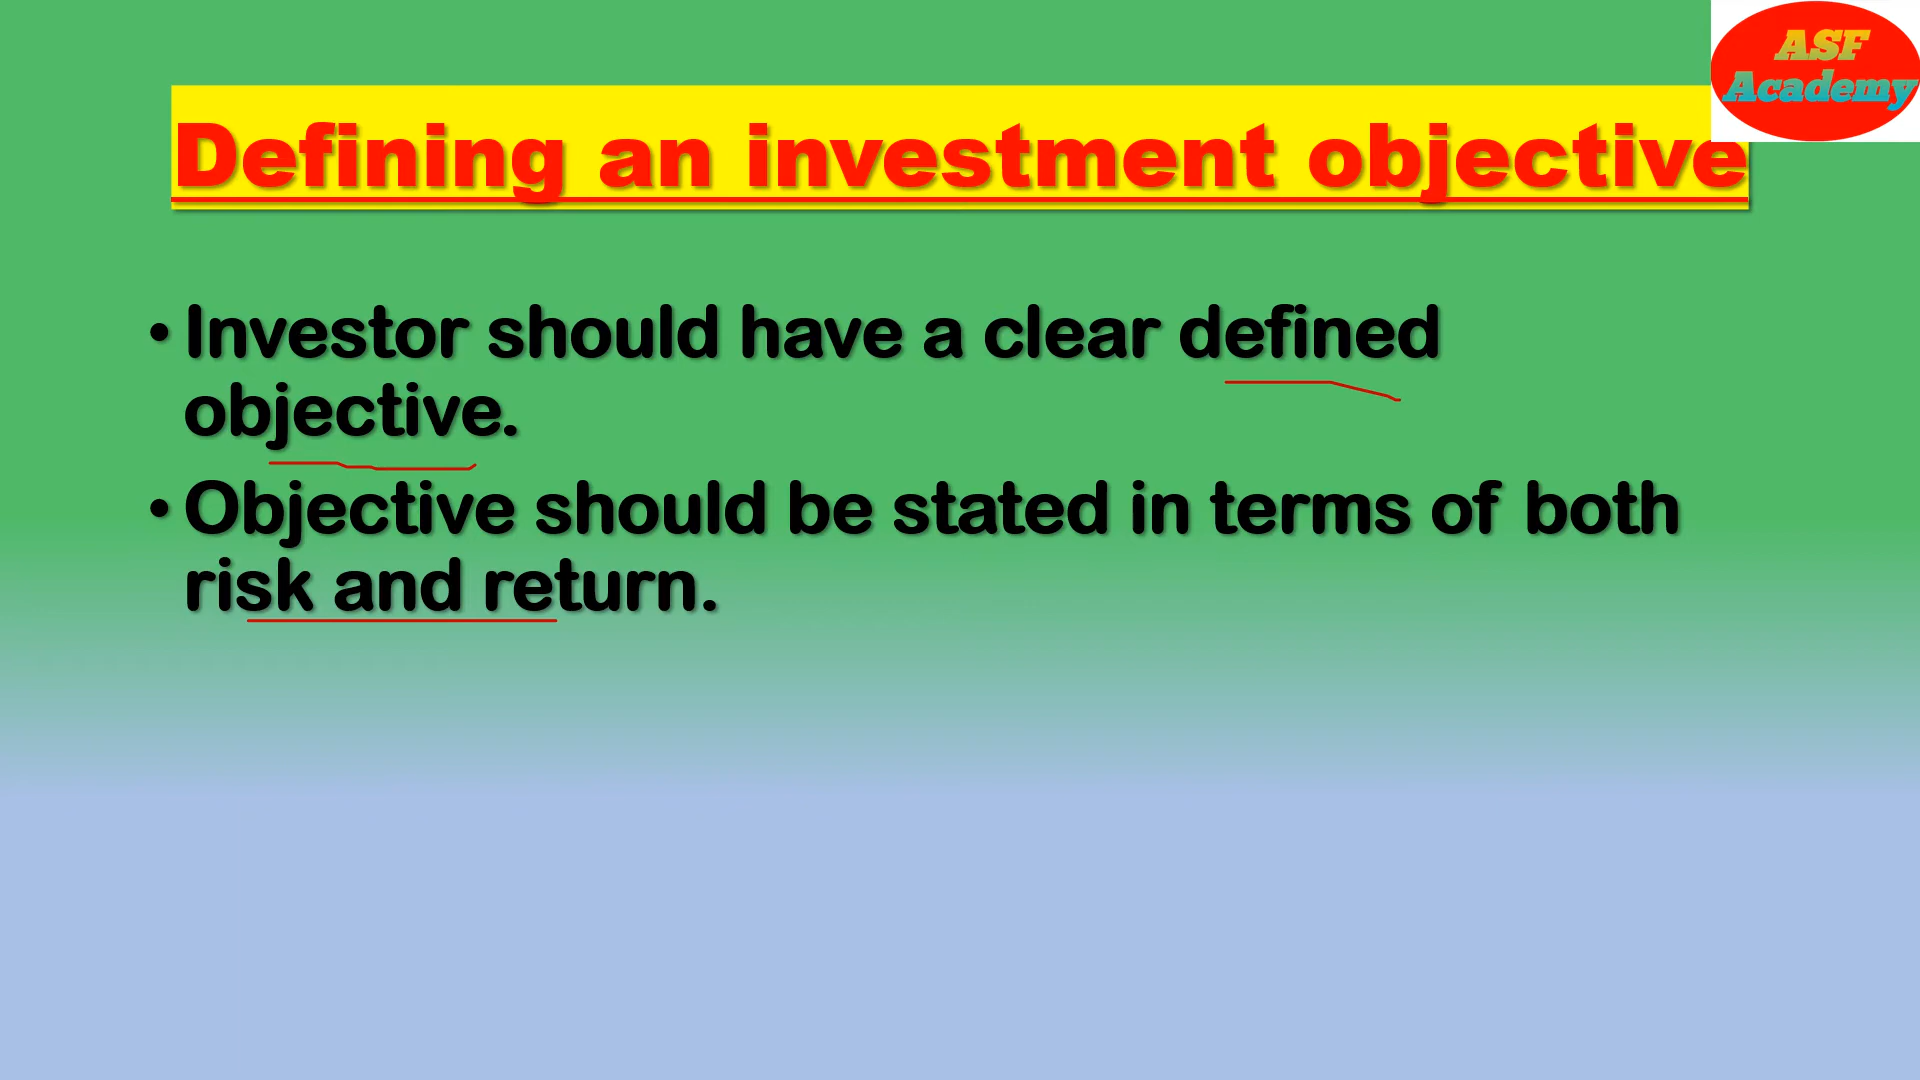 ASF
Academy
Defining an investment objective
• Investor should have a clear defined
objective.
• Objective should be stated in terms of both
risk and return.